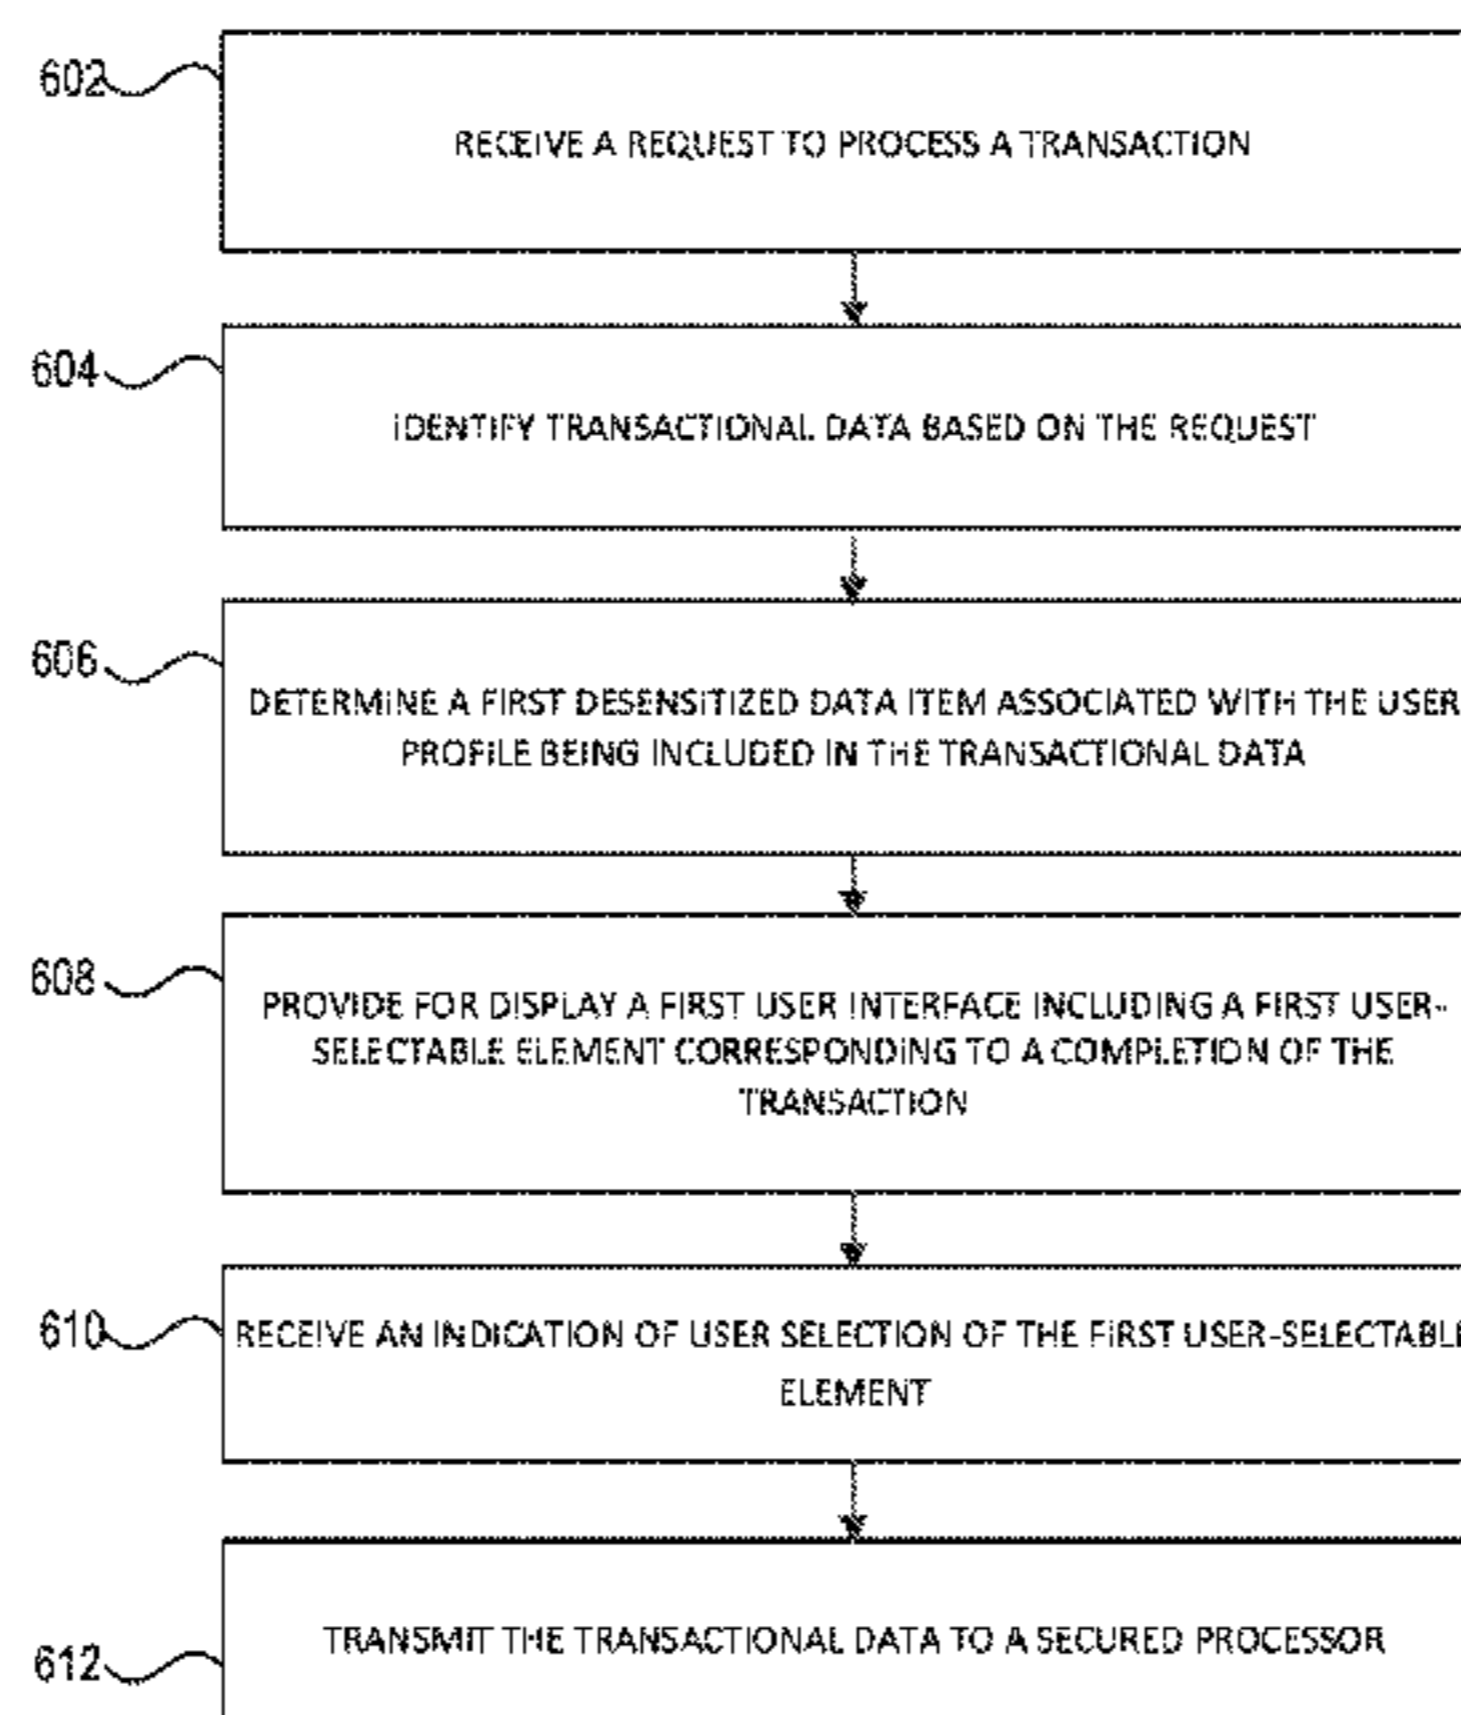 602
RECEIVE A REQUEST TO PROCESS A TRANSACTION
604
IDENTIFY TRANSACTIONAL DATA BASED ON THE REQUEST
606
DETERMINE A FIRST DESENSITIZED DATA ITEM ASSOCIATED WITH THE USER
PROFILE BEING INCLUDED IN THE TRANSACTIONAL DATA
608
PROVIDE FOR DISPLAY A FIRST USER INTERFACE INCLUDING A FIRST USER-
SELECTABLE ELEMENT CORRESPONDING TO A COMPLETION OF THE
TRANSACTION
610
RECEIVE AN INDICATION OF USER SELECTION OF THE FIRST USER-SELECTABLE
ELEMENT
612
TRANSMIT THE TRANSACTIONAL DATA TO A SECURED PROCESSOR